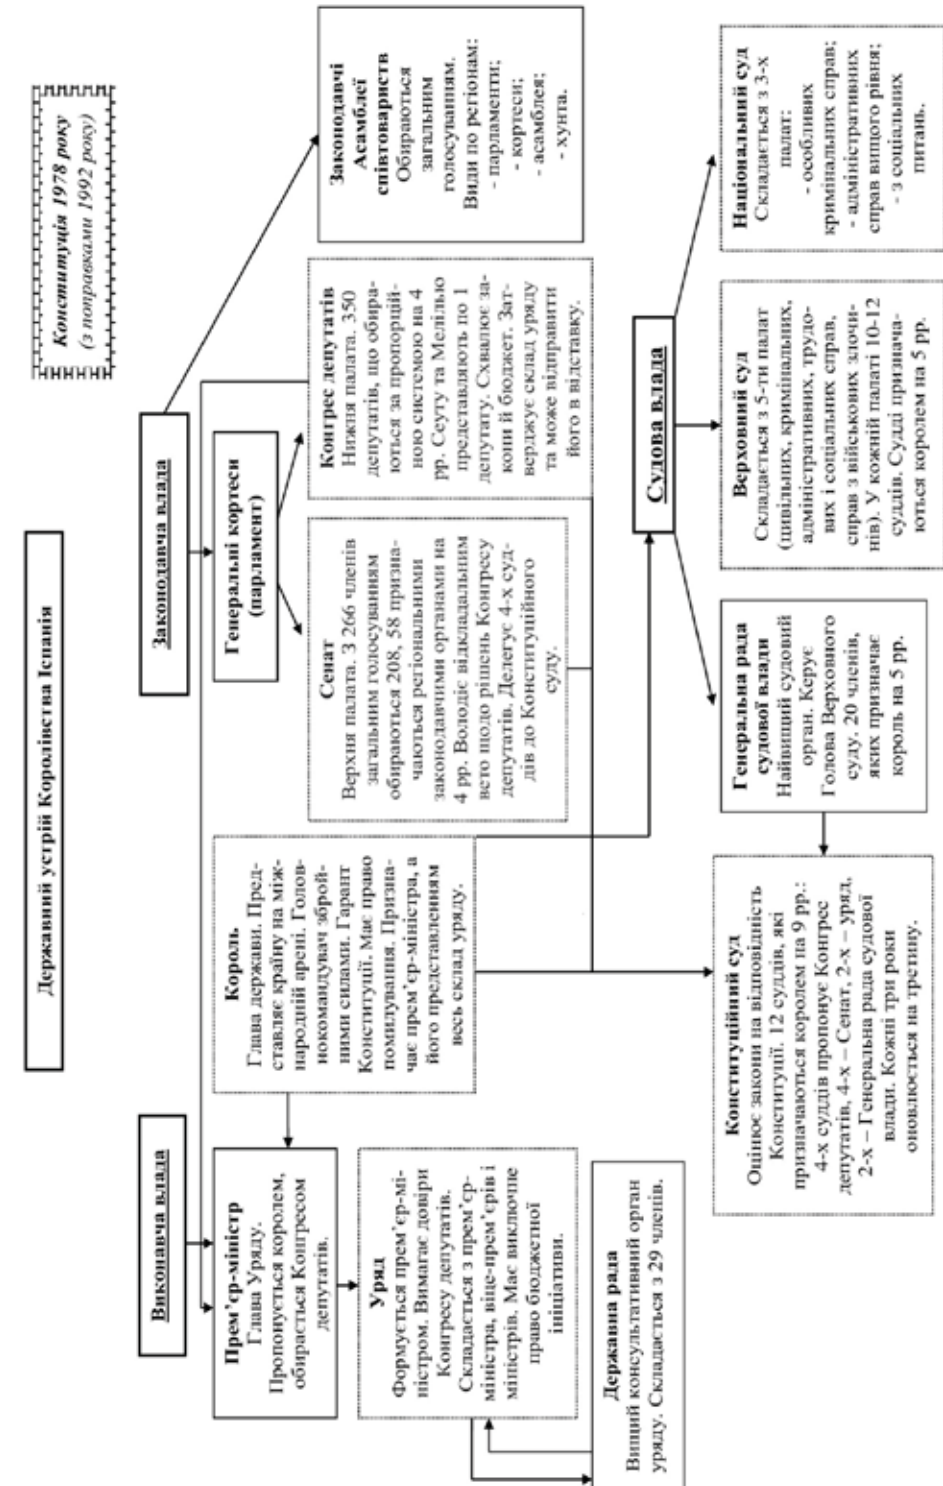 Державний устрій Королівства Іспанія
Конституція 1978 року
(з поправками 1992 року)
Виконавча влада
Законодавча влада
Прем’єр-міністр
Глава Уряду.
Пропонується королем,
обирається Конгресом
депутатів.
Король
Глава держави. Пред-
ставляє країну на між-
народній арені. Голов-
нокомандувач зброй-
ними силами. Гарант
Конституції. Має право
помилування. Призна-
чає прем’єр-міністра, а
його представленням
весь склад уряду.
Генеральні кортеси
(парламент)
Сенат
Верхня палата. З 266 членів
загальним голосуванням
обираються 208, 58 призна-
чаються регіональними
законодавчими органами на
4 рр. Володіє відкладальним
вето щодо рішень Конгресу
депутатів. Делегує 4-х суд-
дів до Конституційного
суду.
Конгрес депутатів
Нижня палата. 350
депутатів, що обира-
ються за пропорцій-
ною системою на 4
рр. Сеуту та Мелілью
представляють по 1
депутату. Схвалює за-
кони й бюджет. Зат-
верджує склад уряду
та може відправити
його в відставку.
Законодавчі
Асамблеї
співтовариств
Обираються
загальним
голосуванням.
Види по регіонам:
- парламенти;
- кортеси;
- асамблея;
- хунта.
Уряд
Формується прем’єр-мі-
ністром. Вимагає довіри
Конгресу депутатів.
Складається з прем’єр-
міністра, віце-прем’єрів і
міністрів. Має виключне
право бюджетної
ініціативи.
Державна рада
Вищий консультативний орган
уряду. Складається з 29 членів.
Судова влада
Конституційний суд
Оцінює закони на відповідність
Конституції. 12 суддів, які
призначаються королем на 9 рр.:
4-х суддів пропонує Конгрес
депутатів, 4-х – Сенат, 2-х – уряд,
2-х – Генеральна рада судової
влади. Кожні три роки
оновлюється на третину.
Генеральна рада
судової влади
Найвищий судовий
орган. Керує
Голова Верховного
суду. 20 членів,
яких призначає
король на 5 рр.
Верховний суд
Складається з 5-ти палат
(цивільних, кримінальних,
адміністративних, трудо-
вих і соціальних справ,
справ з військових злочи-
нів). У кожній палаті 10-12
суддів. Судді признача-
ються королем на 5 рр.
Національний суд
Складається з 3-х
палат:
- особливих
кримінальних справ;
- адміністративних
справ вищого рівня;
- з соціальних
питань.